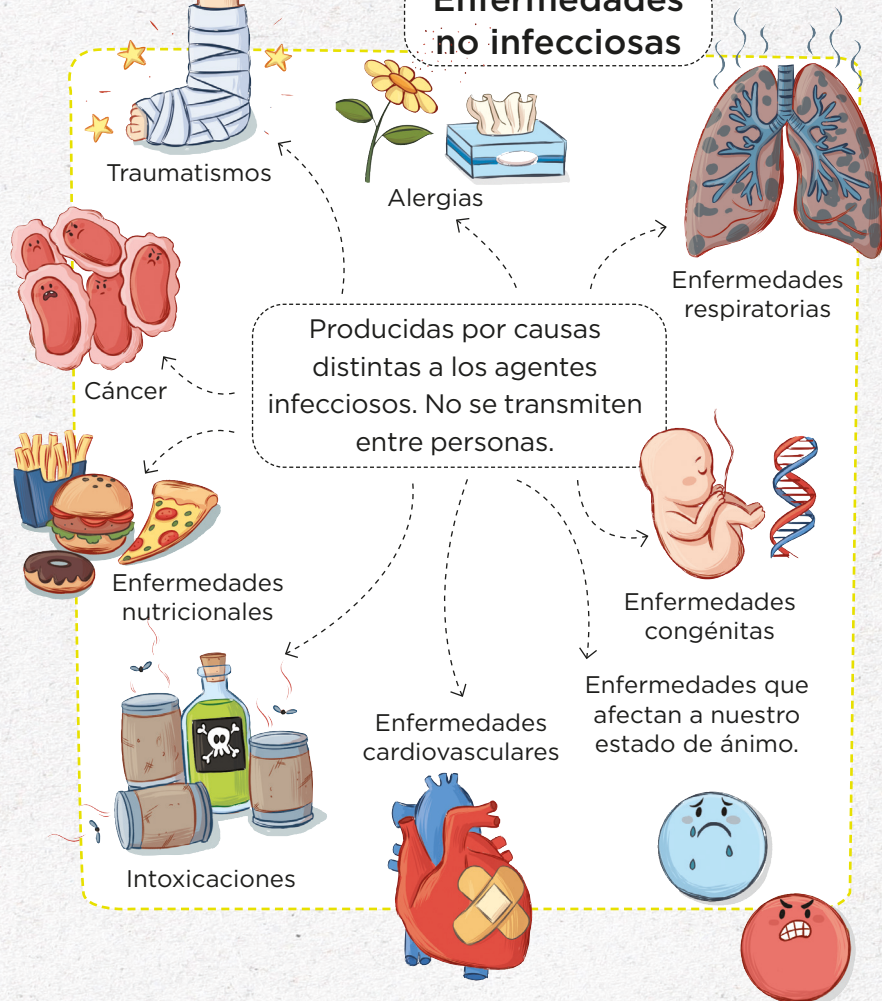 Enfermedades
no infecciosas
Traumatismos
Alergias
Enfermedades
respiratorias
Producidas por causas
distintas a los agentes
infecciosos. No se transmiten
entre personas.
Cáncer
Enfermedades
nutricionales
Enfermedades
congénitas
Enfermedades que
afectan a nuestro
estado de ánimo.
Enfermedades
cardiovasculares
Intoxicaciones